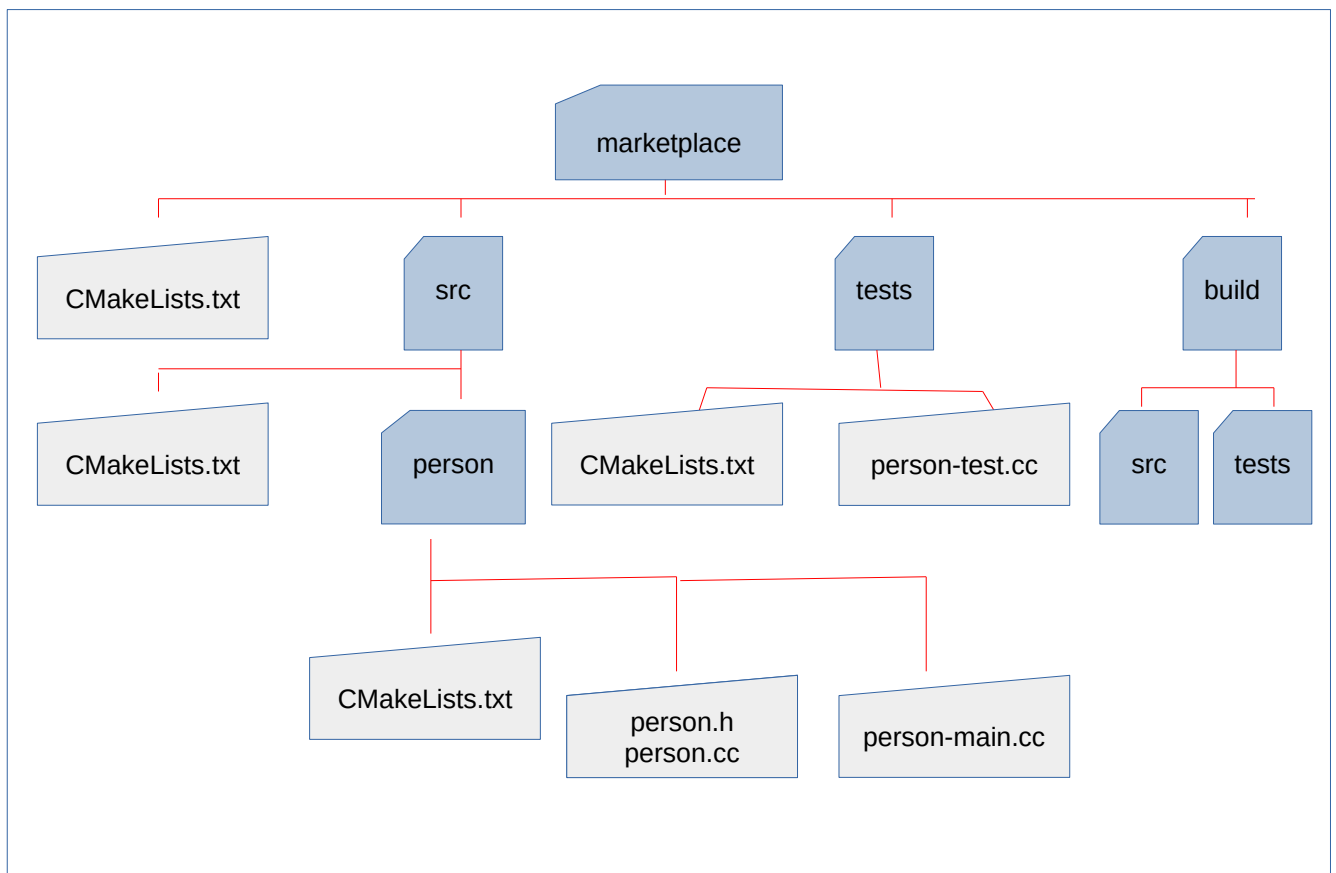 marketplace
CMakeLists.txt
src
tests
build
CMakeLists.txt
person
CMakeLists.txt
person-test.cc
src
tests
CMakeLists.txt
person.h
person.cc
person-main.cc